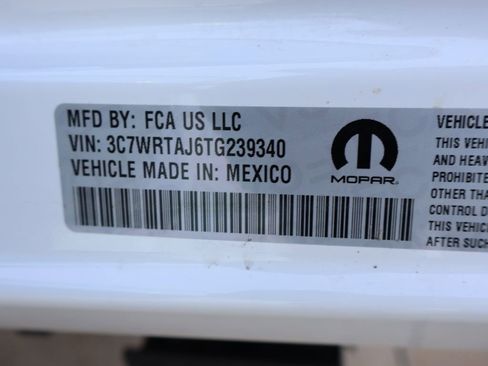 MFD BY: FCA US LLC
VIN: 3C7WRTAJ6TG239340
VEHICLE MADE IN: MEXICO
MOPAR
VEHICLE
THIS VEHI
AND HEAV
PROHIBITE
OTHER THA
CONTROL D
THIS VEHIC
AFTER SUCH